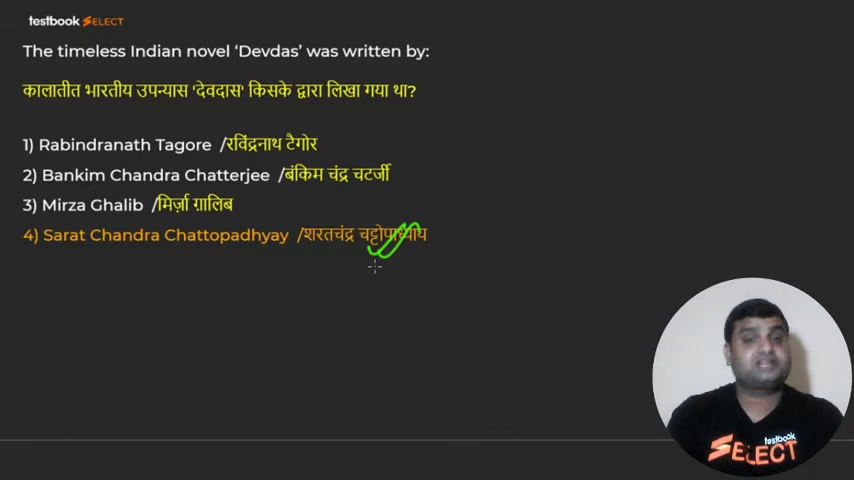 testbook SELECT
The timeless Indian novel ‘Devdas’ was written by:
कालातीत भारतीय उपन्यास 'देवदास' किसके द्वारा लिखा गया था?
1) Rabindranath Tagore /रविंद्रनाथ टैगोर
2) Bankim Chandra Chatterjee /बंकिम चंद्र चटर्जी
3) Mirza Ghalib /मिर्ज़ा ग़ालिब
4) Sarat Chandra Chattopadhyay /शरतचंद्र चट्टोपाध्याय
testbook
SELECT